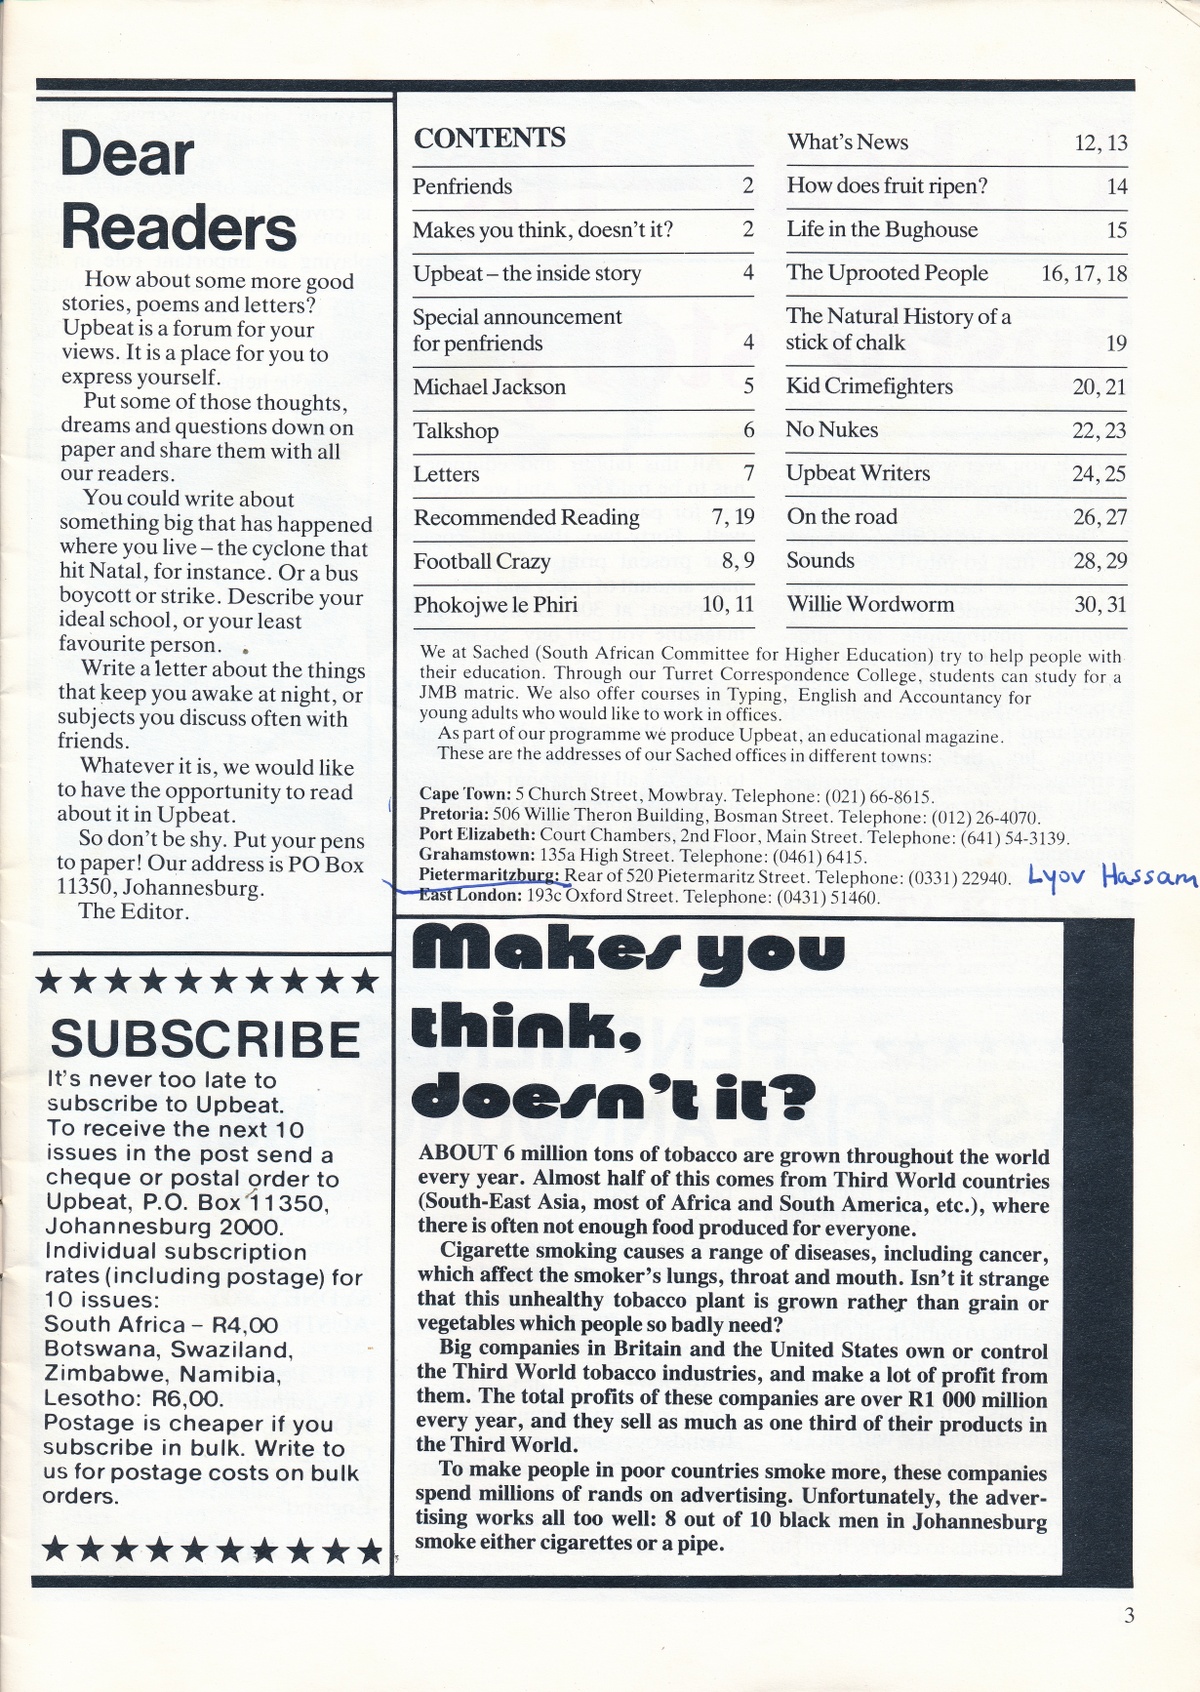 Dear
Readers
How about some more good
stories, poems and letters?
Upbeat is a forum for your
views. It is a place for you to
express yourself.
Put some of those thoughts,
dreams and questions down on
paper and share them with all
our readers.
You could write about
something big that has happened
where you live – the cyclone that
hit Natal, for instance. Or a bus
boycott or strike. Describe your
ideal school, or your least
favourite person.
Write a letter about the things
that keep you awake at night, or
subjects you discuss often with
friends.
Whatever it is, we would like
to have the opportunity to read
about it in Upbeat.
So don't be shy. Put your pens
to paper! Our address is PO Box
11350, Johannesburg.
The Editor.
SUBSCRIBE
It's never too late to
subscribe to Upbeat.
To receive the next 10
issues in the post send a
cheque or postal order to
Upbeat, P.O. Box 11350,
Johannesburg 2000.
Individual subscription
rates (including postage) for
10 issues:
South Africa – R4,00
Botswana, Swaziland,
Zimbabwe, Namibia,
Lesotho: R6,00.
Postage is cheaper if you
subscribe in bulk. Write to
us for postage costs on bulk
orders.
CONTENTS
Penfriends 2
Makes you think, doesn't it? 2
Upbeat – the inside story 4
Special announcement
for penfriends 4
Michael Jackson 5
Talkshop 6
Letters 7
Recommended Reading 7, 19
Football Crazy 8, 9
Phokojwe le Phiri 10, 11
What's News 12, 13
How does fruit ripen? 14
Life in the Bughouse 15
The Uprooted People 16, 17, 18
The Natural History of a
stick of chalk 19
Kid Crimefighters 20, 21
No Nukes 22, 23
Upbeat Writers 24, 25
On the road 26, 27
Sounds 28, 29
Willie Wordworm 30, 31
We at Sached (South African Committee for Higher Education) try to help people with
their education. Through our Turret Correspondence College, students can study for a
JMB matric. We also offer courses in Typing, English and Accountancy for
young adults who would like to work in offices.
As part of our programme we produce Upbeat, an educational magazine.
These are the addresses of our Sached offices in different towns:
Cape Town: 5 Church Street, Mowbray. Telephone: (021) 66-8615.
Pretoria: 506 Willie Theron Building, Bosman Street. Telephone: (012) 26-4070.
Port Elizabeth: Court Chambers, 2nd Floor, Main Street. Telephone: (641) 54-3139.
Grahamstown: 135a High Street. Telephone: (0461) 6415.
Pietermaritzburg: Rear of 520 Pietermaritz Street. Telephone: (0331) 22940. Lyov Hassam
East London: 193c Oxford Street. Telephone: (0431) 51460.
Makes you
think,
doesn't it?
ABOUT 6 million tons of tobacco are grown throughout the world
every year. Almost half of this comes from Third World countries
(South-East Asia, most of Africa and South America, etc.), where
there is often not enough food produced for everyone.
Cigarette smoking causes a range of diseases, including cancer,
which affect the smoker's lungs, throat and mouth. Isn't it strange
that this unhealthy tobacco plant is grown rather than grain or
vegetables which people so badly need?
Big companies in Britain and the United States own or control
the Third World tobacco industries, and make a lot of profit from
them. The total profits of these companies are over R1 000 million
every year, and they sell as much as one third of their products in
the Third World.
To make people in poor countries smoke more, these companies
spend millions of rands on advertising. Unfortunately, the adver-
tising works all too well: 8 out of 10 black men in Johannesburg
smoke either cigarettes or a pipe.
3